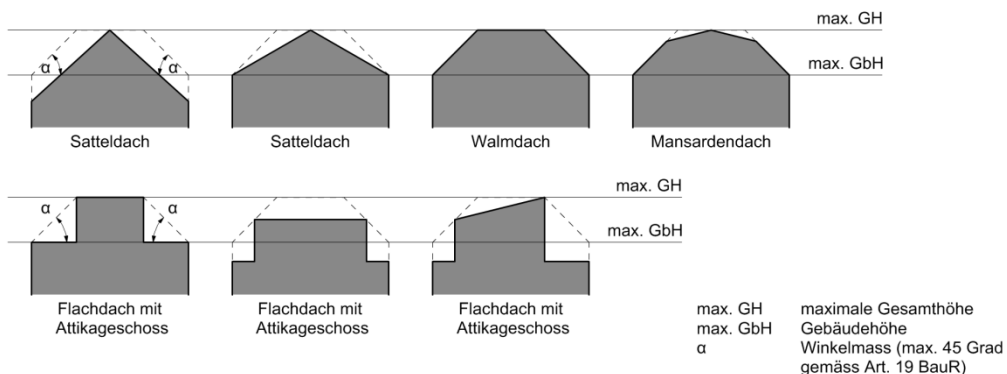 max. GH
α α
max. GbH
Satteldach Satteldach Walmdach Mansardendach
max. GH
α α
max. GbH
Flachdach mit Flachdach mit Flachdach mit
Attikageschoss Attikageschoss Attikageschoss
max. GH maximale Gesamthöhe
max. GbH Gebäudehöhe
α Winkelmass (max. 45 Grad
gemäss Art. 19 BauR)